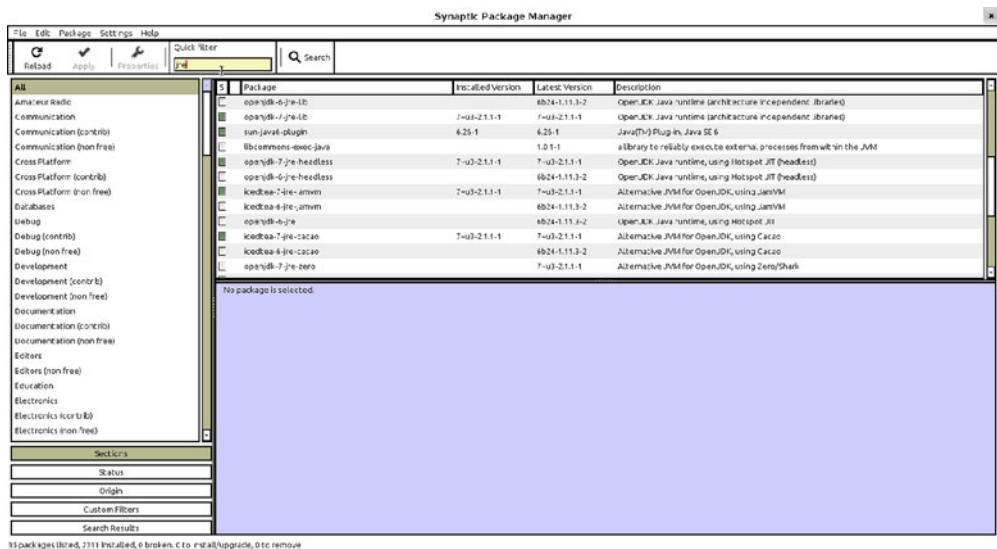 Synaptic Package Manager
File Edit Package Settings Help
Reload Apply Properties
Quick filter
jre
Search
All
Amateur Radio
Communication
Communication (contrib)
Communication (non free)
Cross Platform
Cross Platform (contrib)
Cross Platform (non free)
Databases
Debug
Debug (contrib)
Debug (non free)
Development
Development (contrib)
Development (non free)
Documentation
Documentation (contrib)
Documentation (non free)
Editors
Editors (non free)
Education
Electronics
Electronics (contrib)
Electronics (non free)
Sections
Status
Origin
Custom Filters
Search Results
S Package Installed Version Latest Version Description
openjdk-6-jre-lib 6b24-1.11.3-2 OpenJDK Java runtime (architecture independent libraries)
openjdk-7-jre-lib 7~u3-2.1.1-1 7~u3-2.1.1-1 OpenJDK Java runtime (architecture independent libraries)
sun-java6-plugin 6.26-1 6.26-1 Java(TM) Plug-in, Java SE 6
libcommons-exec-java 1.0.1-1 a library to reliably execute external processes from within the JVM
openjdk-7-jre-headless 7~u3-2.1.1-1 7~u3-2.1.1-1 OpenJDK Java runtime, using Hotspot JIT (headless)
openjdk-6-jre-headless 6b24-1.11.3-2 OpenJDK Java runtime, using Hotspot JIT (headless)
icedtea-7-jre-jamvm 7~u3-2.1.1-1 7~u3-2.1.1-1 Alternative JVM for OpenJDK, using JamVM
icedtea-6-jre-jamvm 6b24-1.11.3-2 Alternative JVM for OpenJDK, using JamVM
openjdk-6-jre 6b24-1.11.3-2 OpenJDK Java runtime, using Hotspot JIT
icedtea-7-jre-cacao 7~u3-2.1.1-1 7~u3-2.1.1-1 Alternative JVM for OpenJDK, using Cacao
icedtea-6-jre-cacao 6b24-1.11.3-2 Alternative JVM for OpenJDK, using Cacao
openjdk-7-jre-zero 7~u3-2.1.1-1 Alternative JVM for OpenJDK, using Zero/Shark
No package is selected.
packages listed, 2311 installed, 0 broken. 0 to install/upgrade, 0 to remove